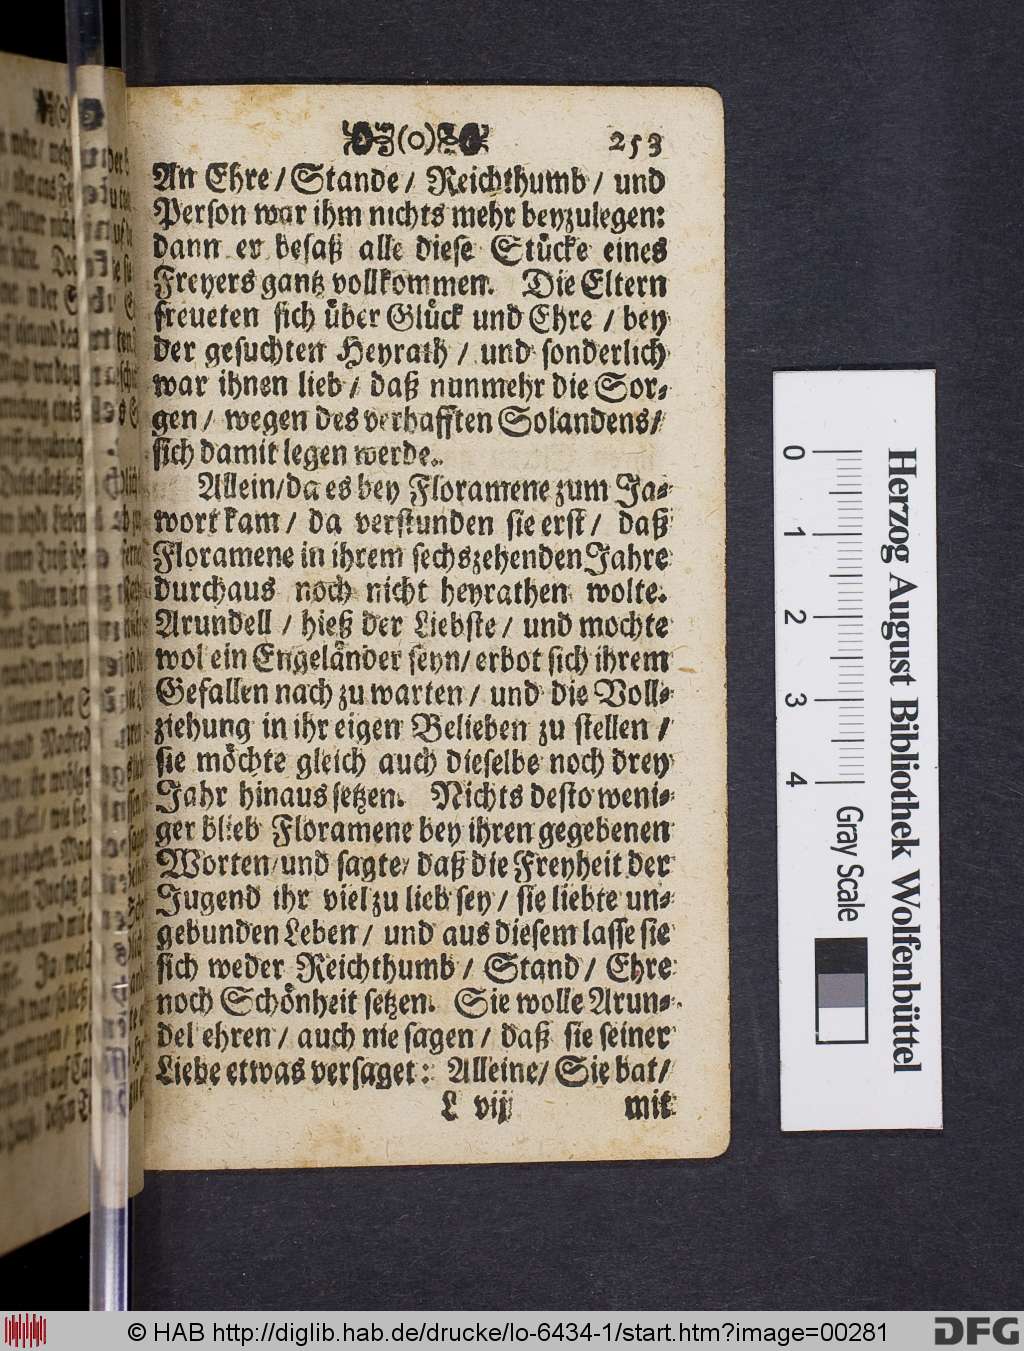 (o) 253
An Ehre / Stande / Reichthumb / und
Person war ihm nichts mehr beyzulegen:
dann er besaß alle diese Stücke eines
Freyers gantz vollkommen. Die Eltern
freueten sich über Glück und Ehre / bey
der gesuchten Heyrath / und sonderlich
war ihnen lieb / daß nunmehr die Sor-
gen / wegen des verhafften Solandens /
sich damit legen werde.
Allein / da es bey Floramene zum Ja-
wort kam / da verstunden sie erst / daß
Floramene in ihrem sechszehenden Jahre
durchaus noch nicht heyrathen wolte.
Arundell / hieß der Liebste / und mochte
wol ein Engeländer seyn / erbot sich ihrem
Gefallen nach zu warten / und die Voll-
ziehung in ihr eigen Belieben zu stellen /
sie möchte gleich auch dieselbe noch drey
Jahr hinaus setzen. Nichts desto weni-
ger blieb Floramene bey ihren gegebenen
Worten / und sagte / daß die Freyheit der
Jugend ihr viel zu lieb sey / sie liebte un-
gebunden Leben / und aus diesem lasse sie
sich weder Reichthumb / Stand / Ehre
noch Schönheit setzen. Sie wolle Arun-
del ehren / auch nie sagen / daß sie seiner
Liebe etwas versaget: Alleine / Sie bat /
L vij mit
0 1 2 3 4 Gray Scale
Herzog August Bibliothek Wolfenbüttel
© HAB http://diglib.hab.de/drucke/lo-6434-1/start.htm?image=00281
DFG